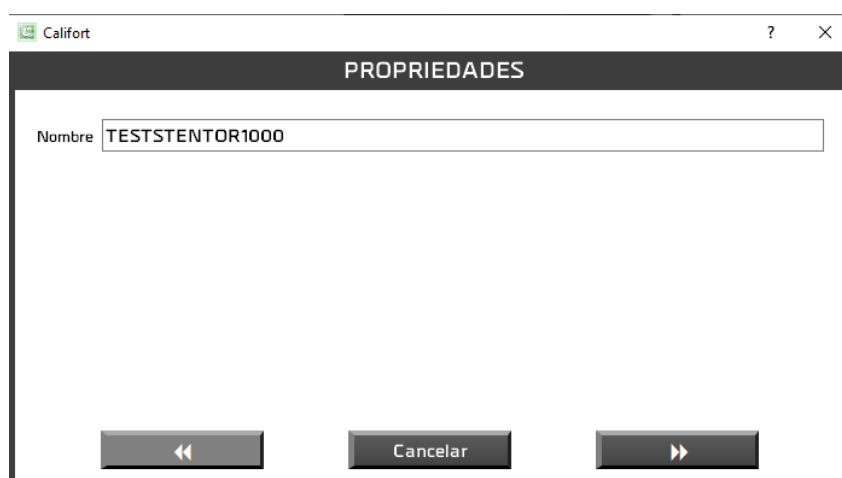 Califort
?
PROPRIEDADES
Nombre TESTSTENTOR1000
Cancelar